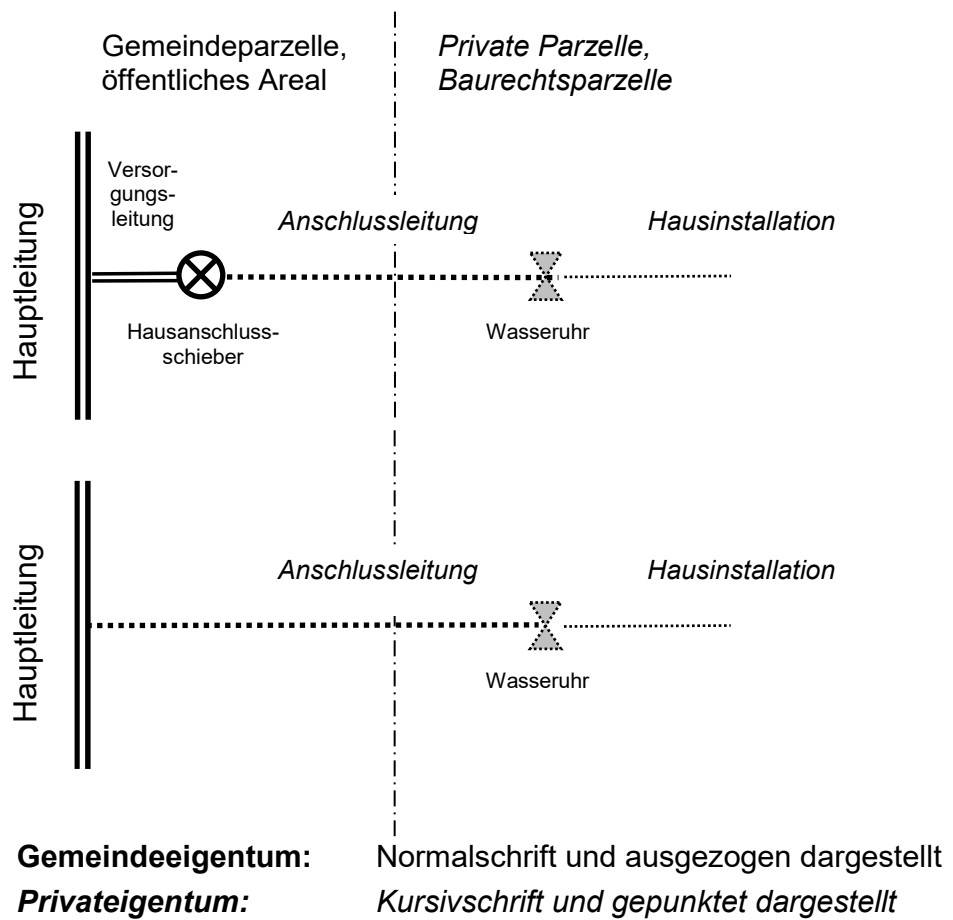 Gemeindeparzelle,
öffentliches Areal
Private Parzelle,
Baurechtsparzelle
Hauptleitung
Versor-
gungs-
leitung
Anschlussleitung
Hausinstallation
Hausanschluss-
schieber
Wasseruhr
Hauptleitung
Anschlussleitung
Hausinstallation
Wasseruhr
Gemeindeeigentum: Normalschrift und ausgezogen dargestellt
Privateigentum: Kursivschrift und gepunktet dargestellt